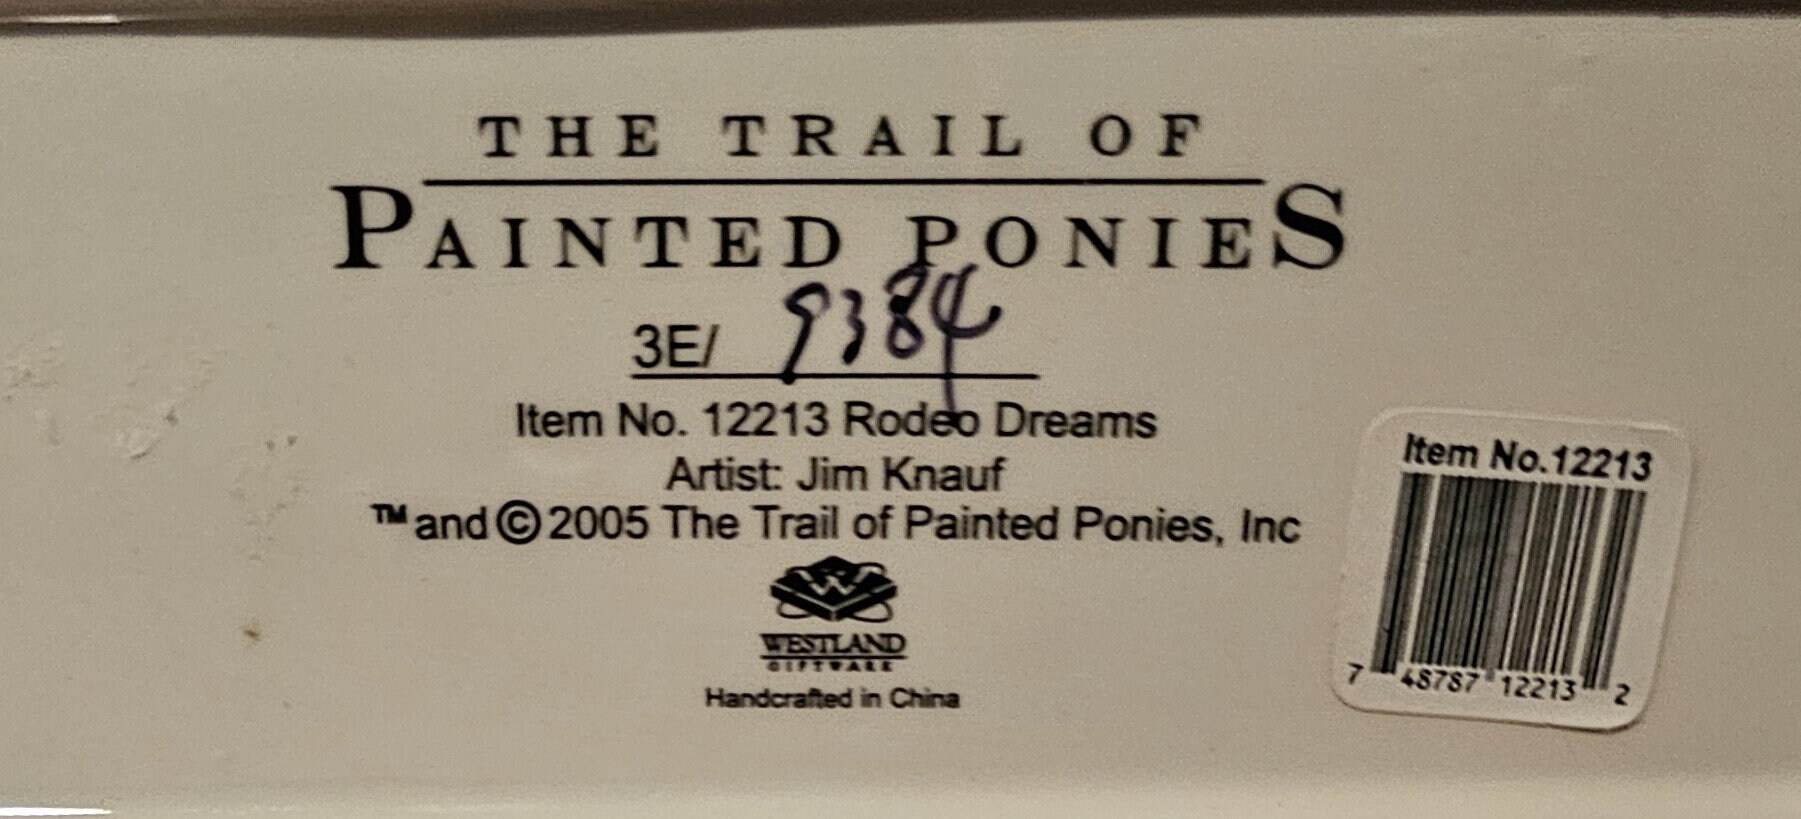 THE TRAIL OF
PAINTED PONIES
3E/ 9384
Item No. 12213 Rodeo Dreams
Artist: Jim Knauf
™ and © 2005 The Trail of Painted Ponies, Inc
W
WESTLAND
GIFTWARE
Handcrafted in China
Item No.12213
7 48787 12213 2